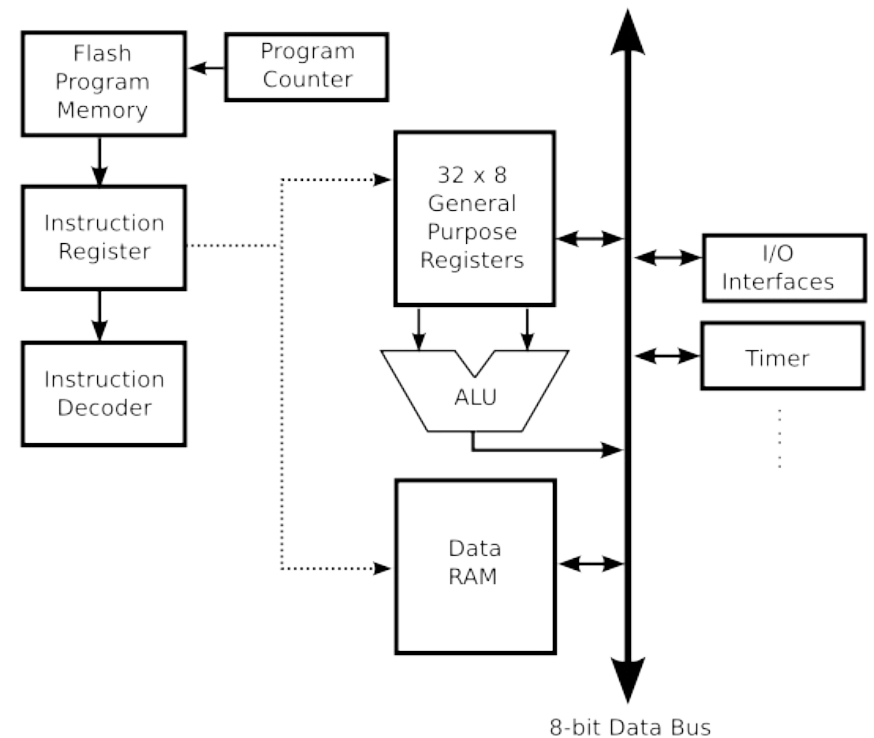 Flash
Program
Memory
Program
Counter
Instruction
Register
Instruction
Decoder
32 x 8
General
Purpose
Registers
ALU
Data
RAM
I/O
Interfaces
Timer
8-bit Data Bus